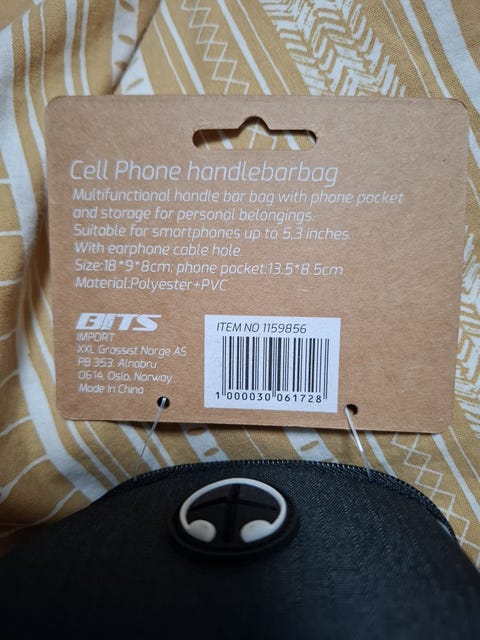 Cell Phone handlebarbag
Multifunctional handle bar bag with phone pocket
and storage for personal belongings.
Suitable for smartphones up to 5.3 inches.
With earphone cable hole.
Size:18*9*8cm; phone pocket:13.5*8.5cm
Material:Polyester+PVC
BITS
IMPORT
XXL Grossist Norge AS
PB 353, Alnabru
0614, Oslo, Norway
Made In China
ITEM NO 1159856
1 000030 061728